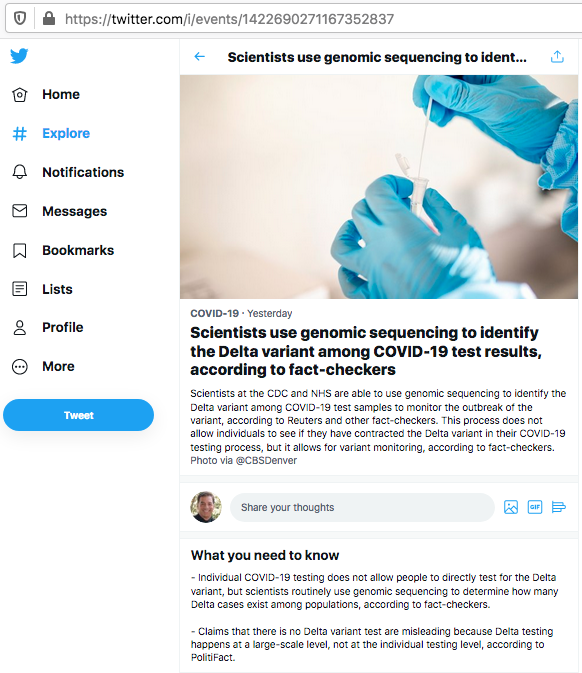 https://twitter.com/i/events/1422690271167352837
Scientists use genomic sequencing to ident...
Home
Explore
Notifications
Messages
Bookmarks
Lists
Profile
More
Tweet
COVID-19 · Yesterday
Scientists use genomic sequencing to identify
the Delta variant among COVID-19 test results,
according to fact-checkers
Scientists at the CDC and NHS are able to use genomic sequencing to identify the
Delta variant among COVID-19 test samples to monitor the outbreak of the
variant, according to Reuters and other fact-checkers. This process does not
allow individuals to see if they have contracted the Delta variant in their COVID-19
testing process, but it allows for variant monitoring, according to fact-checkers.
Photo via @CBSDenver
Share your thoughts
GIF
What you need to know
- Individual COVID-19 testing does not allow people to directly test for the Delta
variant, but scientists routinely use genomic sequencing to determine how many
Delta cases exist among populations, according to fact-checkers.
- Claims that there is no Delta variant test are misleading because Delta testing
happens at a large-scale level, not at the individual testing level, according to
PolitiFact.